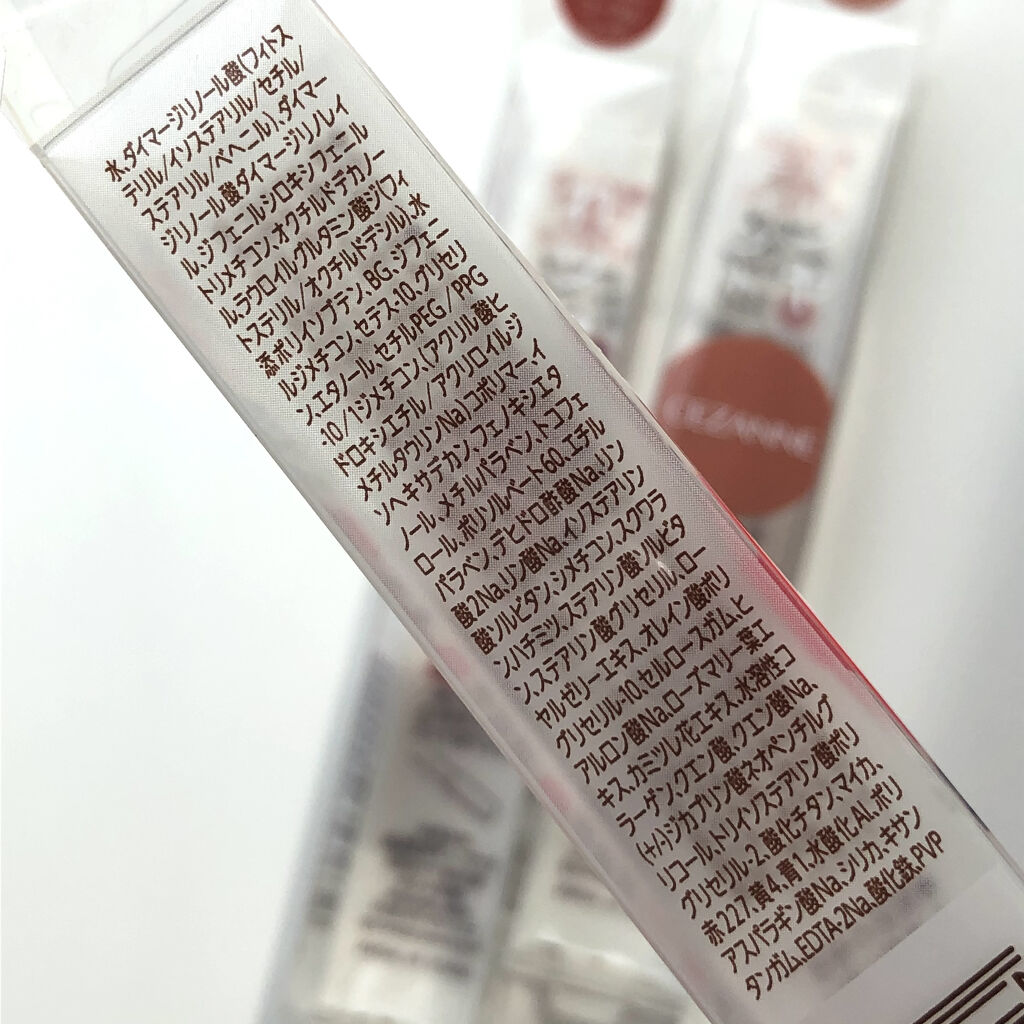 水、ダイマージリノール酸(フィトス
テリル/イソステアリル/セチル/
ステアリル/ベヘニル)、ダイマー
ジリノール酸ダイマージリノレイ
ル、ジフェニルシロキシフェニル
トリメチコン、オクチルドデカノー
ル、ラウロイルグルタミン酸ジ(フィ
トステリル/オクチルドデシル)、水
添ポリイソブテン、BG、ジフェニ
ルジメチコン、セテス-10、グリセリ
ン、エタノール、セチルPEG/PPG
-10/1ジメチコン、(アクリル酸ヒ
ドロキシエチル/アクリロイルジ
メチルタウリンNa)コポリマー、イ
ソヘキサデカン、フェノキシエタ
ノール、メチルパラベン、トコフェ
ロール、ポリソルベート60、エチル
パラベン、デヒドロ酢酸Na、リン
酸2Na、リン酸Na、イソステアリン
酸ソルビタン、シメチコン、スクワラ
ン、ハチミツ、ステアリン酸ソルビタ
ン、ステアリン酸グリセリル、ロー
ヤルゼリーエキス、オレイン酸ポリ
グリセリル-10、セルロースガム、ヒ
アルロン酸Na、ローズマリー葉エ
キス、カミツレ花エキス、水溶性コ
ラーゲン、クエン酸、クエン酸Na、
(+/-)ジカプリン酸ネオペンチルグ
リコール、トリイソステアリン酸ポリ
グリセリル-2、酸化チタン、マイカ、
赤227、黄4、青1、水酸化Al、ポリ
アスパラギン酸Na、シリカ、キサン
タンガム、EDTA-2Na、酸化鉄、PVP
CEZANNE